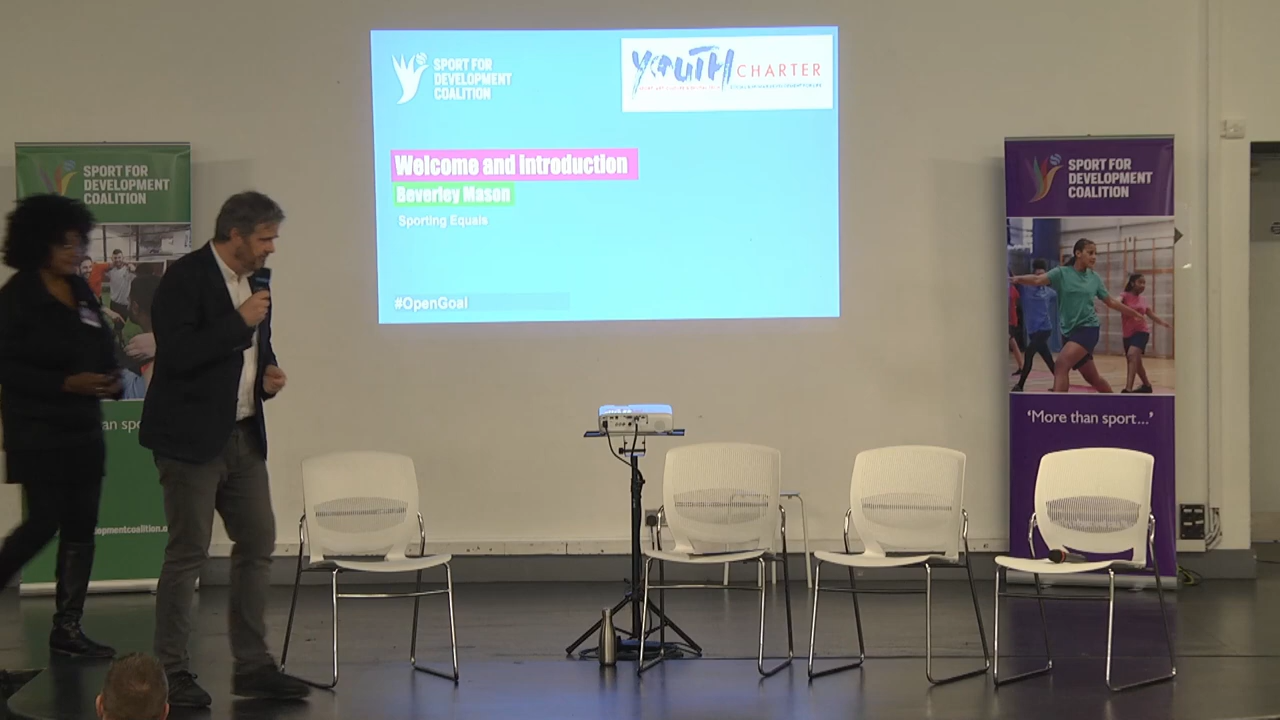 SPORT FOR
DEVELOPMENT
COALITION
YOUTH CHARTER
Welcome and Introduction
Beverley Mason
Sporting Equals
#OpenGoal
SPORT FOR
DEVELOPMENT
COALITION
an spo
lopmentcoalition.o
SPORT FOR
DEVELOPMENT
COALITION
'More than sport...'